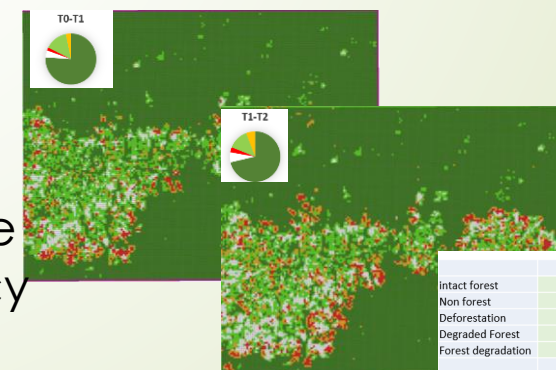 T0-T1
T1-T2
intact forest
Non forest
Deforestation
Degraded Forest
Forest degradation